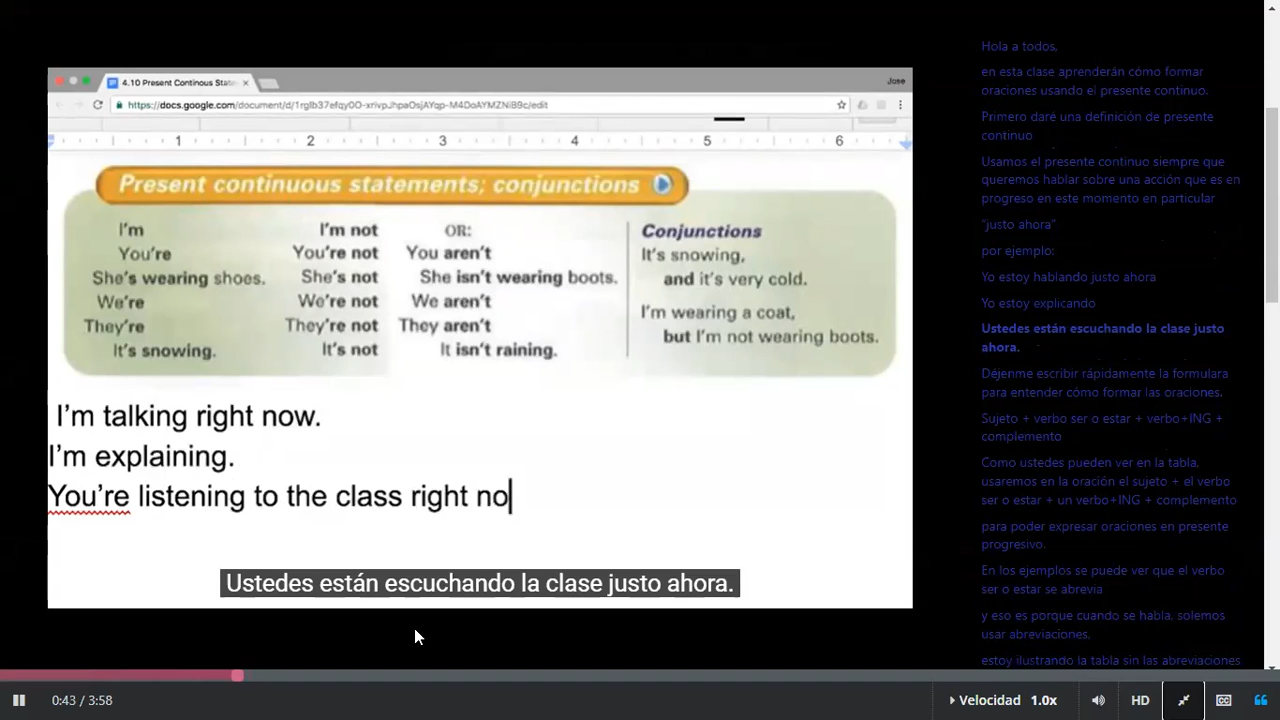 4.10 Present Continous State
Jose
https://docs.google.com/document/d/1rglb37efqy0O-xrivpJhpaOsjAYqp-M4DoAYMZNiB9c/edit
1 2 3 4 5 6
Present continuous statements; conjunctions
I'm I'm not OR: Conjunctions
You're You're not You aren't It's snowing,
She's wearing shoes. She's not She isn't wearing boots. and it's very cold.
We're We're not We aren't I'm wearing a coat,
They're They're not They aren't but I'm not wearing boots.
It's snowing. It's not It isn't raining.
I'm talking right now.
I'm explaining.
You're listening to the class right no
Ustedes están escuchando la clase justo ahora.
Hola a todos,
en esta clase aprenderán cómo formar
oraciones usando el presente continuo.
Primero daré una definición de presente
continuo
Usamos el presente continuo siempre que
queremos hablar sobre una acción que es en
progreso en este momento en particular
"justo ahora"
por ejemplo:
Yo estoy hablando justo ahora
Yo estoy explicando
Ustedes están escuchando la clase justo
ahora.
Déjenme escribir rápidamente la formulara
para entender cómo formar las oraciones.
Sujeto + verbo ser o estar + verbo+ING +
complemento
Como ustedes pueden ver en la tabla,
usaremos en la oración el sujeto + el verbo
ser o estar + un verbo+ING + complemento
para poder expresar oraciones en presente
progresivo.
En los ejemplos se puede ver que el verbo
ser o estar se abrevia
y eso es porque cuando se habla, solemos
usar abreviaciones.
estoy ilustrando la tabla sin las abreviaciones
0:43 / 3:58
Velocidad 1.0x
HD
CC